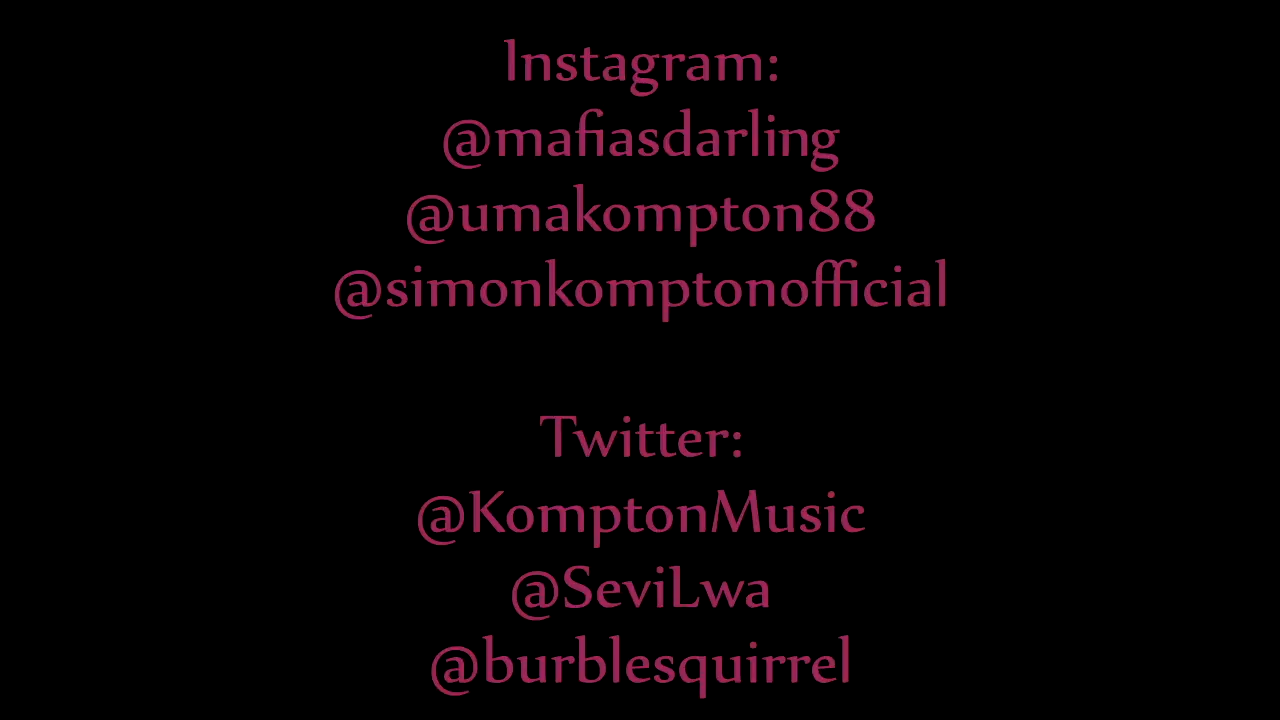 Instagram:
@mafiasdarling
@umakompton88
@simonkomptonofficial
Twitter:
@KomptonMusic
@SeviLwa
@burblesquirrel